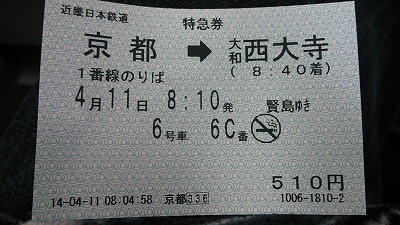 近畿日本鉄道
特急券
京都 ➡ 大和西大寺
(8:40着)
1番線のりば
4月11日 8:10発 賢島ゆき
6号車 6C番
510円
14-04-11 08:04:58 京都336 1006-1810-2